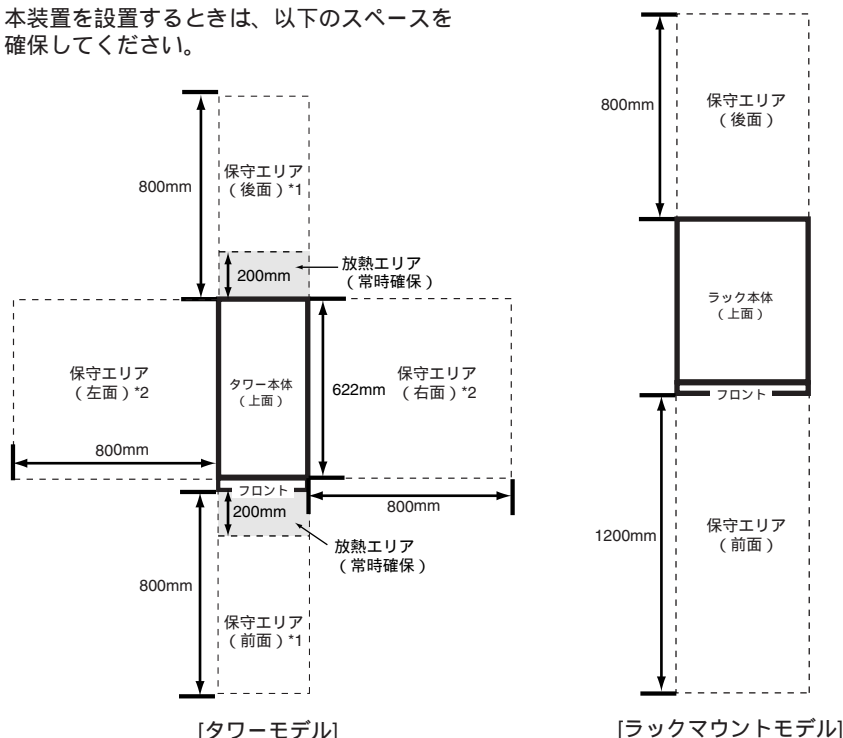 本装置を設置するときは、以下のスペースを
確保してください。
800mm
保守エリア
（後面）*1
200mm
放熱エリア
（常時確保）
保守エリア
（左面）*2
800mm
タワー本体
（上面）
622mm
保守エリア
（右面）*2
800mm
フロント
200mm
放熱エリア
（常時確保）
800mm
保守エリア
（前面）*1
[タワーモデル]
800mm
保守エリア
（後面）
ラック本体
（上面）
フロント
1200mm
保守エリア
（前面）
[ラックマウントモデル]